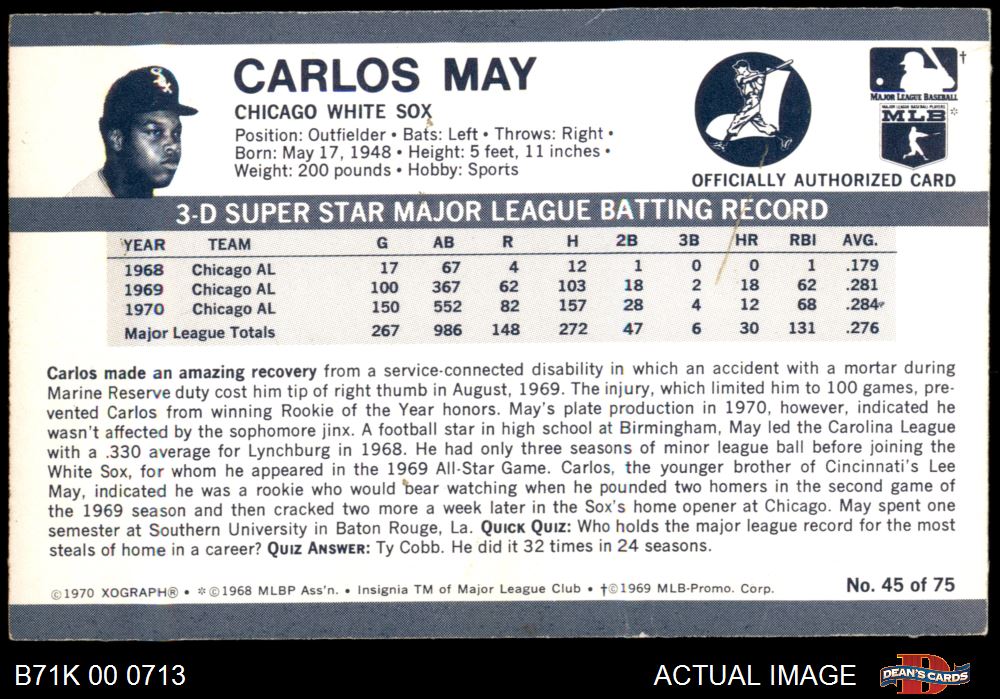 CARLOS MAY
CHICAGO WHITE SOX
Position: Outfielder • Bats: Left • Throws: Right •
Born: May 17, 1948 • Height: 5 feet, 11 inches •
Weight: 200 pounds • Hobby: Sports
MAJOR LEAGUE BASEBALL †
MAJOR LEAGUE BASEBALL PLAYERS
MLB *
OFFICIALLY AUTHORIZED CARD
3-D SUPER STAR MAJOR LEAGUE BATTING RECORD
YEAR TEAM G AB R H 2B 3B HR RBI AVG.
1968 Chicago AL 17 67 4 12 1 0 0 1 .179
1969 Chicago AL 100 367 62 103 18 2 18 62 .281
1970 Chicago AL 150 552 82 157 28 4 12 68 .284
Major League Totals 267 986 148 272 47 6 30 131 .276
Carlos made an amazing recovery from a service-connected disability in which an accident with a mortar during
Marine Reserve duty cost him tip of right thumb in August, 1969. The injury, which limited him to 100 games, pre-
vented Carlos from winning Rookie of the Year honors. May's plate production in 1970, however, indicated he
wasn't affected by the sophomore jinx. A football star in high school at Birmingham, May led the Carolina League
with a .330 average for Lynchburg in 1968. He had only three seasons of minor league ball before joining the
White Sox, for whom he appeared in the 1969 All-Star Game. Carlos, the younger brother of Cincinnati's Lee
May, indicated he was a rookie who would bear watching when he pounded two homers in the second game of
the 1969 season and then cracked two more a week later in the Sox's home opener at Chicago. May spent one
semester at Southern University in Baton Rouge, La. QUICK QUIZ: Who holds the major league record for the most
steals of home in a career? QUIZ ANSWER: Ty Cobb. He did it 32 times in 24 seasons.
©1970 XOGRAPH® • *©1968 MLBP Ass'n. • Insignia TM of Major League Club • †©1969 MLB-Promo. Corp.
No. 45 of 75
B71K 00 0713
ACTUAL IMAGE
DEAN'S CARDS